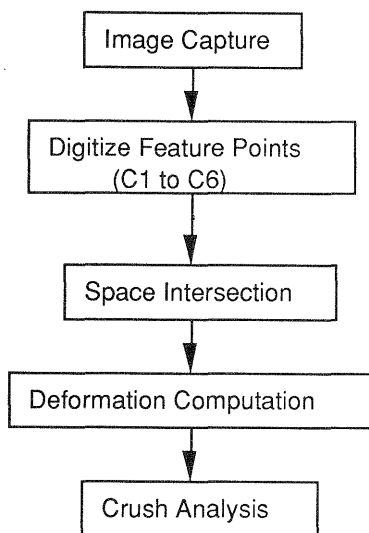 Image Capture
Digitize Feature Points
(C1 to C6)
Space Intersection
Deformation Computation
Crush Analysis